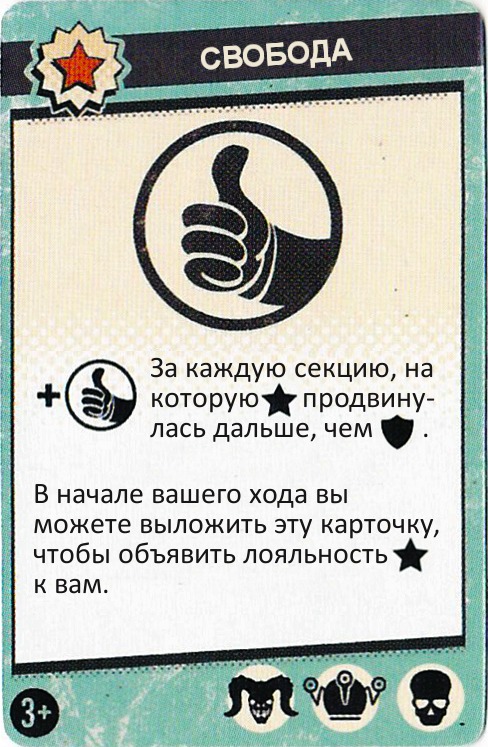 СВОБОДА
+ За каждую секцию, на
которую ★ продвину-
лась дальше, чем .
В начале вашего хода вы
можете выложить эту карточку,
чтобы объявить лояльность ★
к вам.
3+